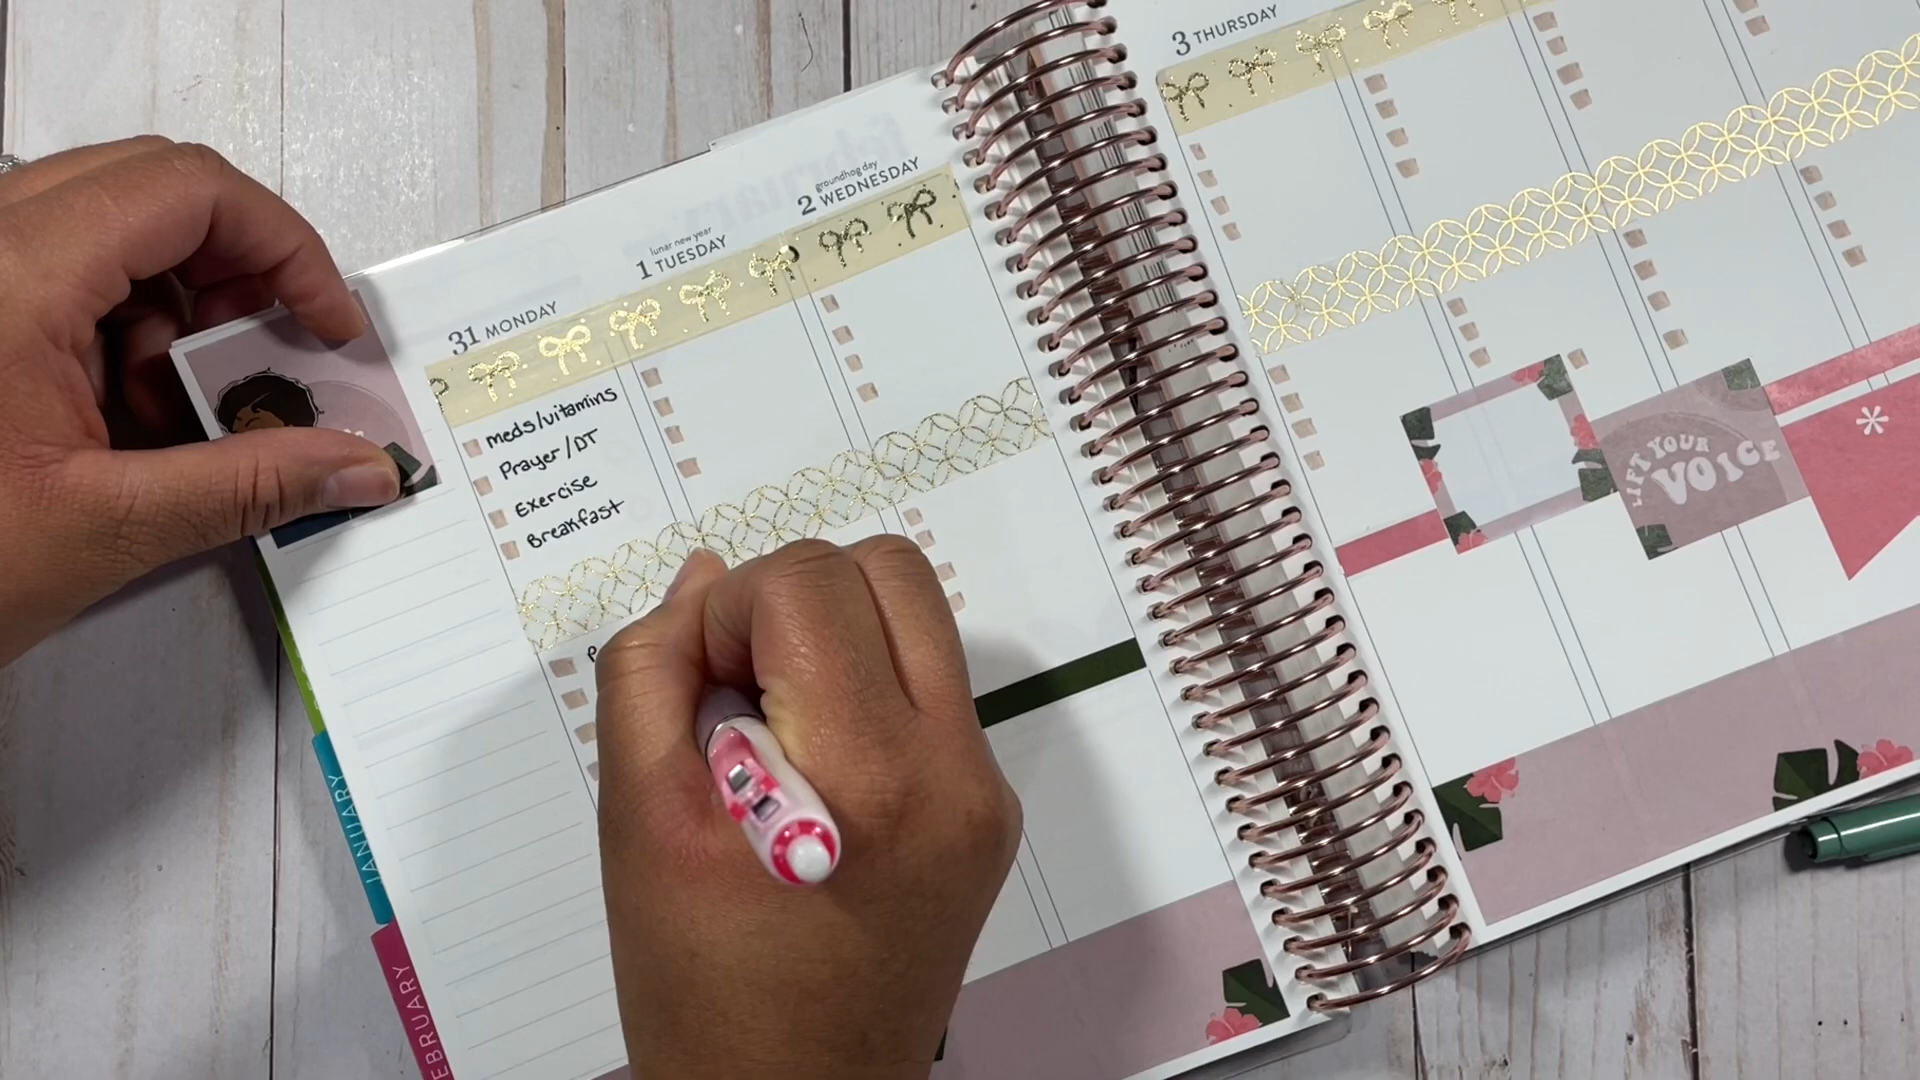 31 MONDAY
lunar new year
1 TUESDAY
groundhog day
2 WEDNESDAY
3 THURSDAY
meds/vitamins
Prayer/DT
Exercise
Breakfast
LIFT YOUR
VOICE
JANUARY
FEBRUARY